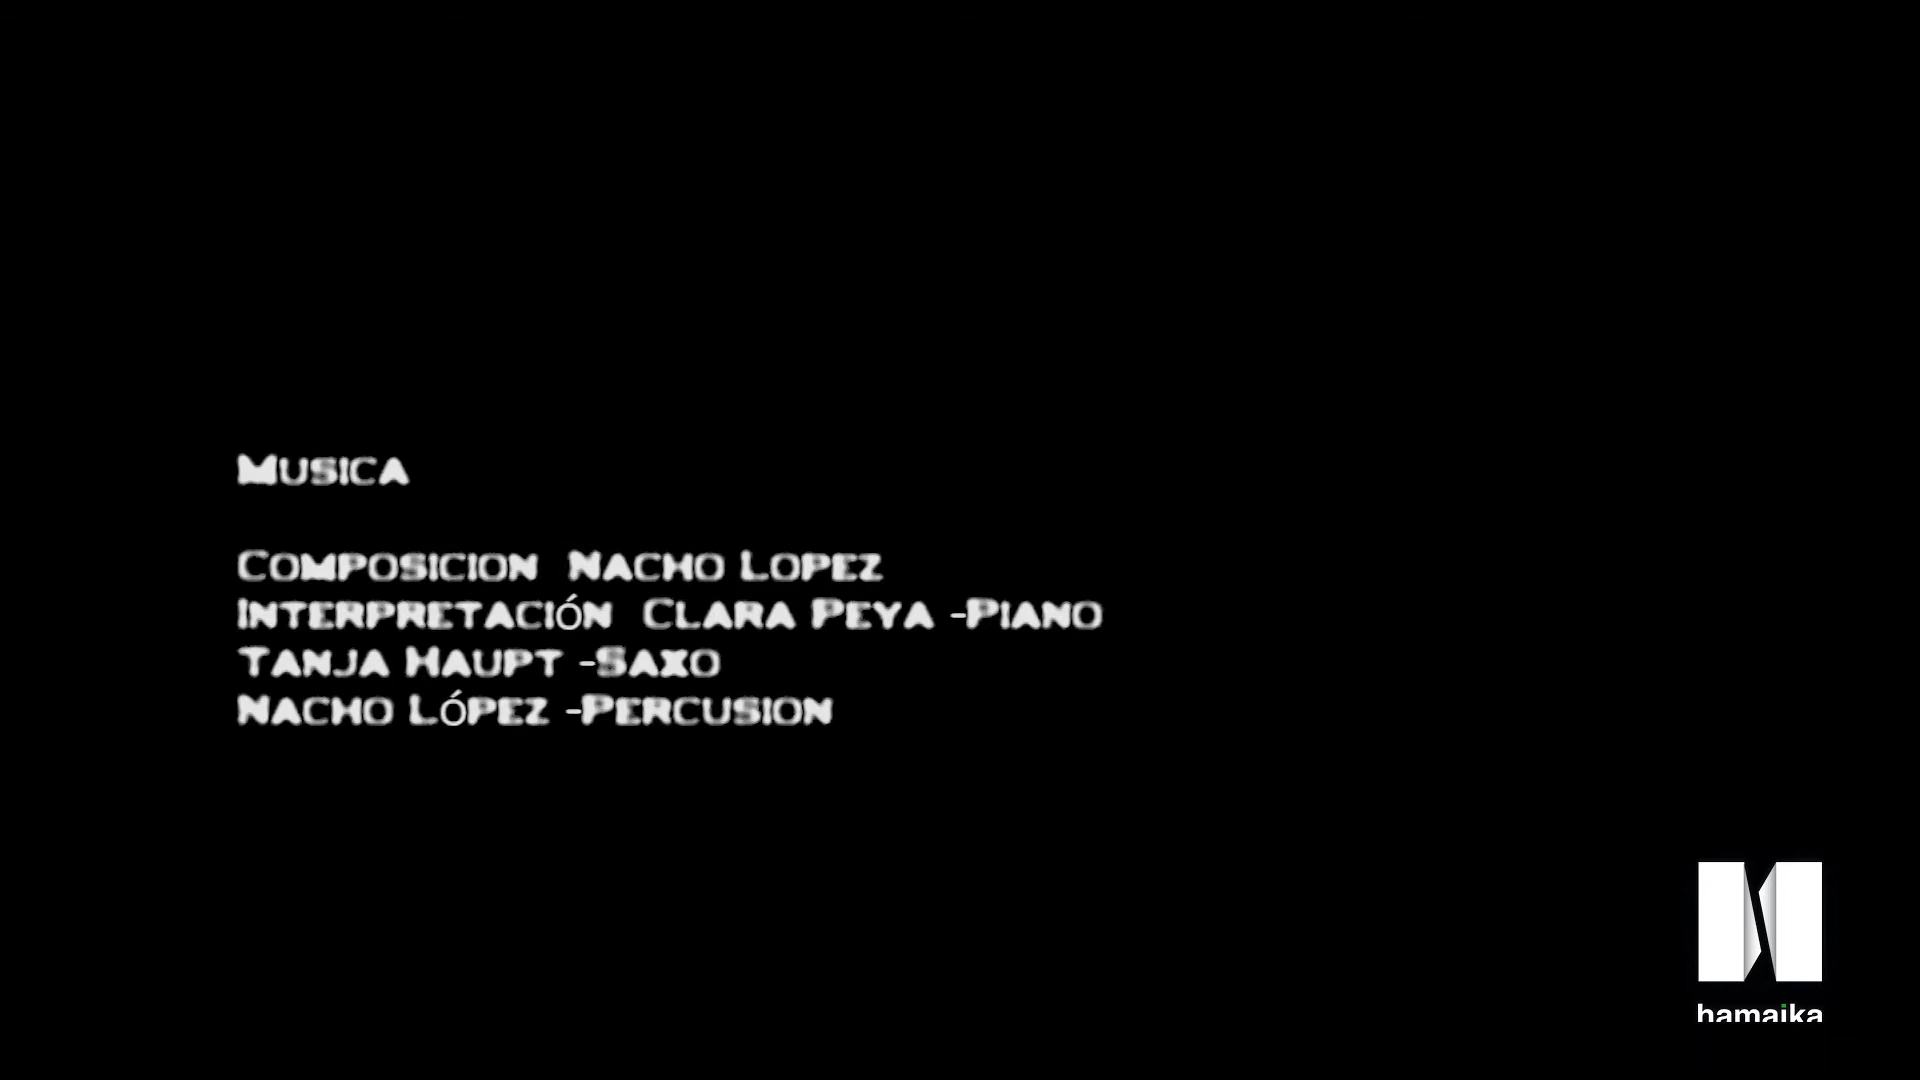 Musica
Composicion  Nacho Lopez
Interpretación  Clara Peya -Piano
Tanja Haupt -Saxo
Nacho López -Percusion
hamaika